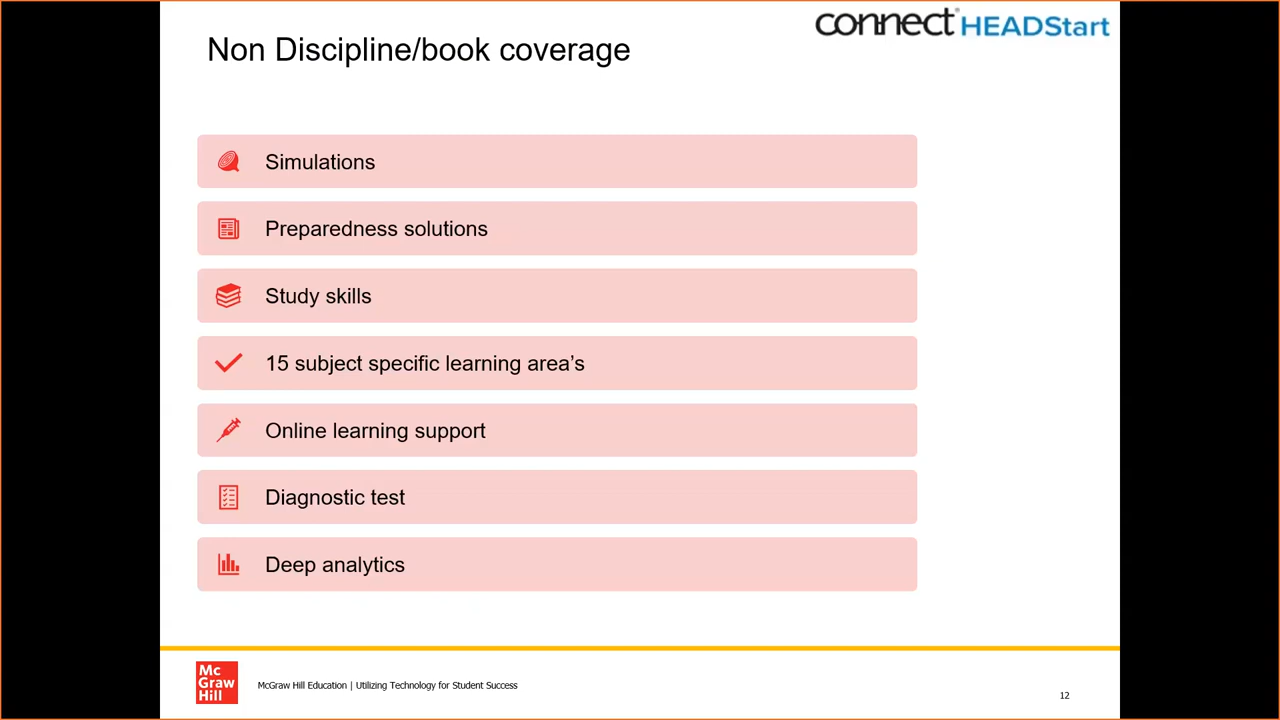 connect® HEADStart
Non Discipline/book coverage
Simulations
Preparedness solutions
Study skills
15 subject specific learning area’s
Online learning support
Diagnostic test
Deep analytics
Mc
Graw
Hill
McGraw Hill Education | Utilizing Technology for Student Success
12